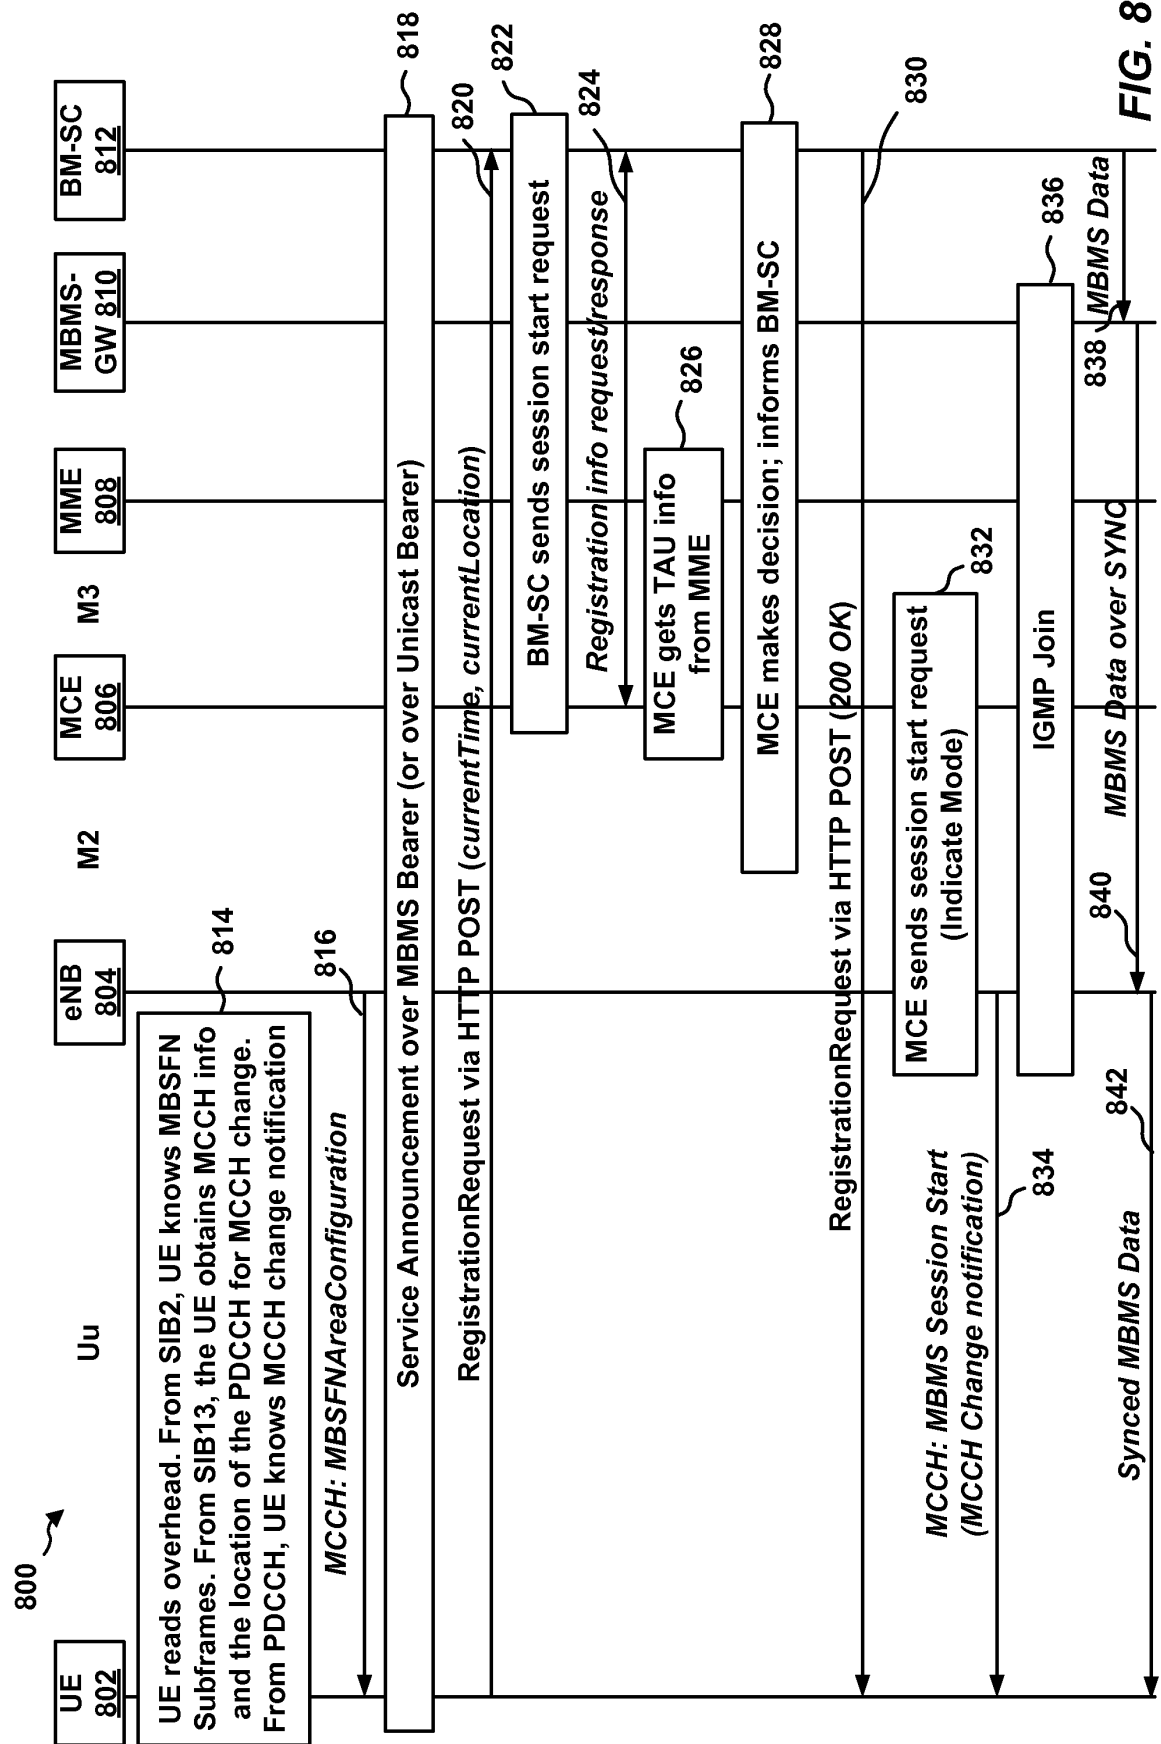 800
UE
802
Uu
eNB
804
M2
MCE
806
M3
MME
808
MBMS-
GW 810
BM-SC
812
UE reads overhead. From SIB2, UE knows MBSFN
Subframes. From SIB13, the UE obtains MCCH info
and the location of the PDCCH for MCCH change.
From PDCCH, UE knows MCCH change notification
814
MCCH: MBSFNAreaConfiguration
816
Service Announcement over MBMS Bearer (or over Unicast Bearer)
818
RegistrationRequest via HTTP POST (currentTime, currentLocation)
820
BM-SC sends session start request
822
Registration info request/response
824
MCE gets TAU info
from MME
826
MCE makes decision; informs BM-SC
828
RegistrationRequest via HTTP POST (200 OK)
830
MCE sends session start request
(Indicate Mode)
832
MCCH: MBMS Session Start
(MCCH Change notification)
834
IGMP Join
836
MBMS Data
838
MBMS Data over SYNC
840
Synced MBMS Data
842
FIG. 8